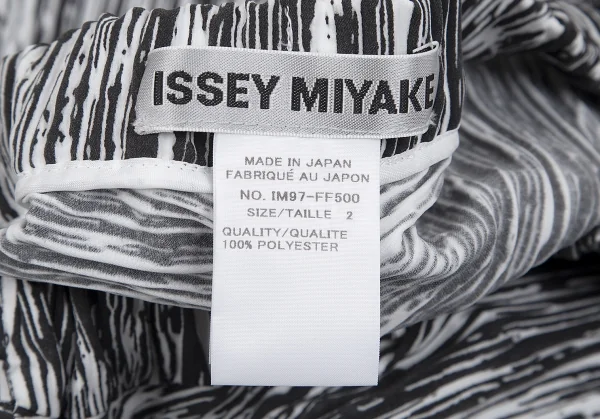 ISSEY MIYAKE
MADE IN JAPAN
FABRIQUÉ AU JAPON
NO. IM97-FF500
SIZE/TAILLE 2
QUALITY/QUALITE
100% POLYESTER